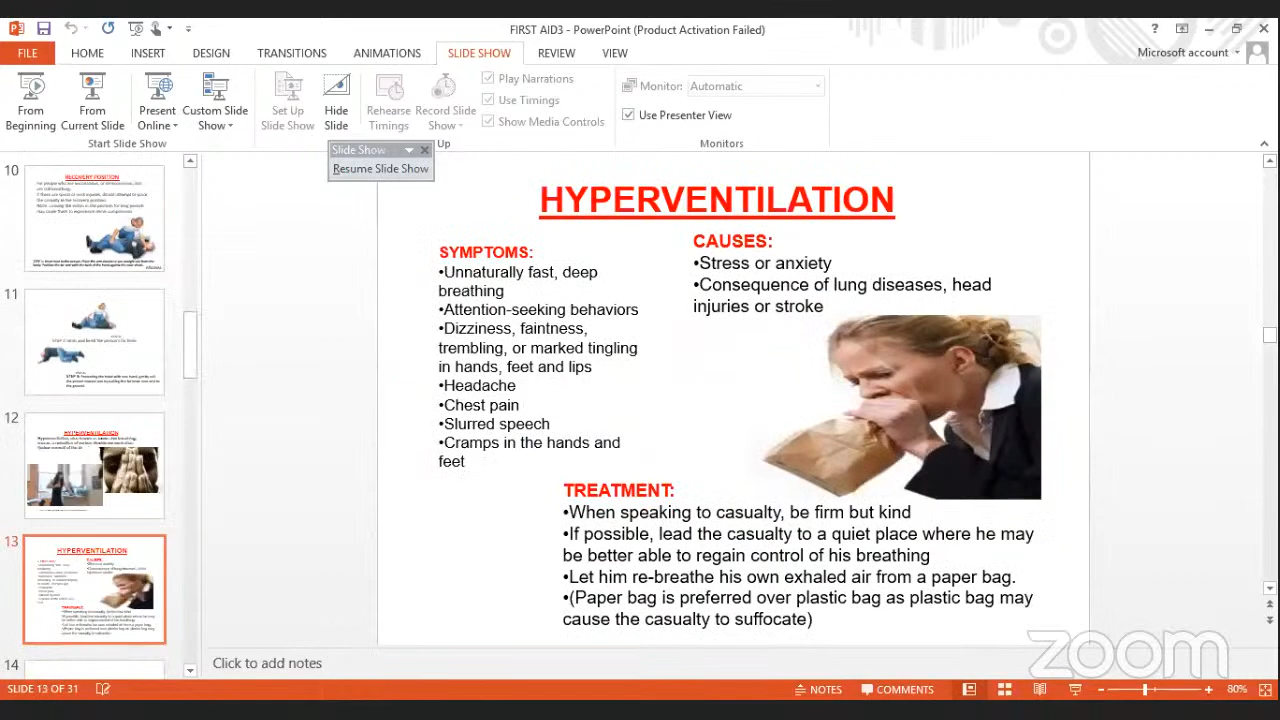 FIRST AID3 - PowerPoint (Product Activation Failed)
FILE HOME INSERT DESIGN TRANSITIONS ANIMATIONS SLIDE SHOW REVIEW VIEW
Microsoft account
From Beginning
From Current Slide
Present Online
Custom Slide Show
Set Up Slide Show
Hide Slide
Rehearse Timings
Record Slide Show
Play Narrations
Use Timings
Show Media Controls
Monitor: Automatic
Use Presenter View
Start Slide Show
Up
Monitors
Slide Show
Resume Slide Show
10
RECOVERY POSITION
11
12
HYPERVENTILATION
13
HYPERVENTILATION
14
HYPERVENTILATION
SYMPTOMS:
•Unnaturally fast, deep
breathing
•Attention-seeking behaviors
•Dizziness, faintness,
trembling, or marked tingling
in hands, feet and lips
•Headache
•Chest pain
•Slurred speech
•Cramps in the hands and
feet
CAUSES:
•Stress or anxiety
•Consequence of lung diseases, head
injuries or stroke
TREATMENT:
•When speaking to casualty, be firm but kind
•If possible, lead the casualty to a quiet place where he may
be better able to regain control of his breathing
•Let him re-breathe his own exhaled air from a paper bag.
•(Paper bag is preferred over plastic bag as plastic bag may
cause the casualty to suffocate)
Click to add notes
zoom
SLIDE 13 OF 31
NOTES
COMMENTS
80%